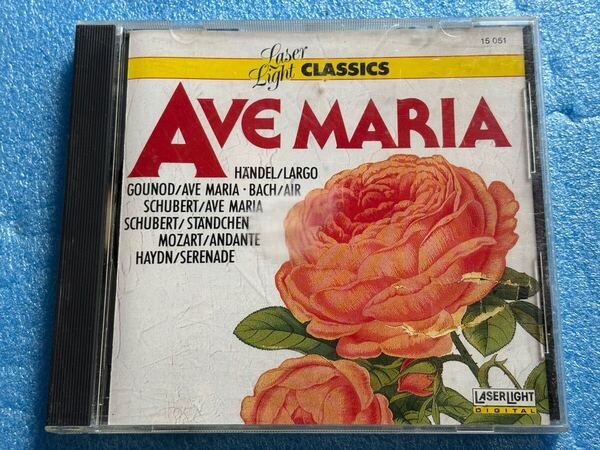 15 051
Laser
Light CLASSICS
AVE MARIA
HÄNDEL/LARGO
GOUNOD/AVE MARIA · BACH/AIR
SCHUBERT/AVE MARIA
SCHUBERT/STÄNDCHEN
MOZART/ANDANTE
HAYDN/SERENADE
LASERLIGHT
DIGITAL